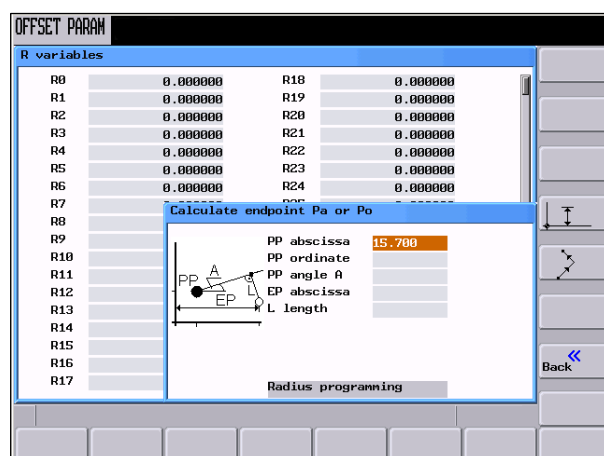 OFFSET PARAM
R variables
R0 0.000000 R18 0.000000
R1 0.000000 R19 0.000000
R2 0.000000 R20 0.000000
R3 0.000000 R21 0.000000
R4 0.000000 R22 0.000000
R5 0.000000 R23 0.000000
R6 0.000000 R24 0.000000
R7
R8
R9
R10
R11
R12
R13
R14
R15
R16
R17
Calculate endpoint Pa or Po
PP abscissa 15.700
PP ordinate
PP angle A
EP abscissa
L length
PP A L
EP
Radius programming
Back